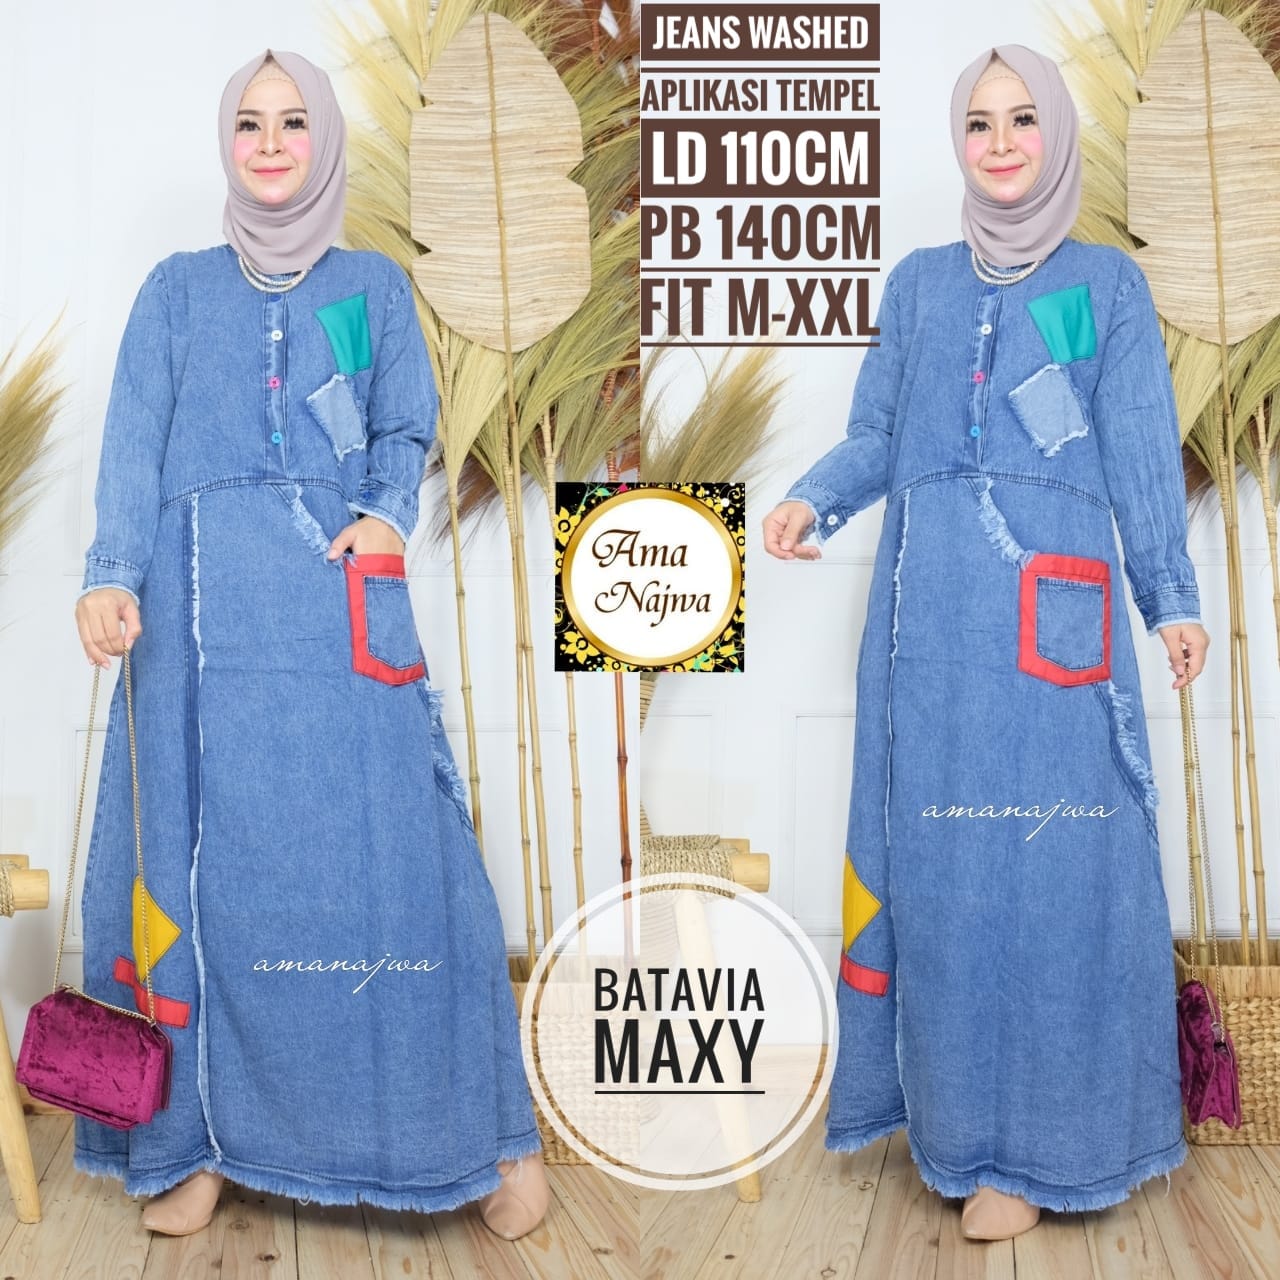 JEANS WASHED
APLIKASI TEMPEL
LD 110CM
PB 140CM
FIT M-XXL
Ama
Najwa
amanajwa
amanajwa
BATAVIA
MAXY